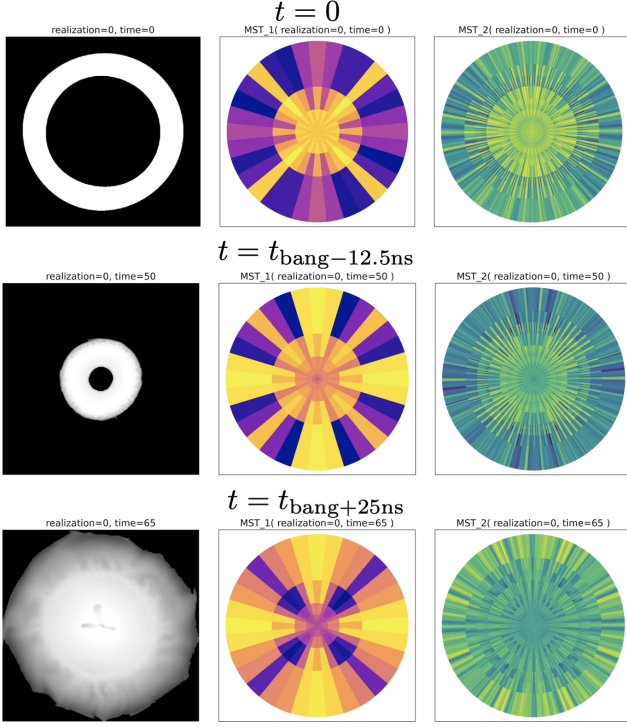 t = 0
realization=0, time=0
MST_1( realization=0, time=0 )
MST_2( realization=0, time=0 )
t = t_bang−12.5ns
realization=0, time=50
MST_1( realization=0, time=50 )
MST_2( realization=0, time=50 )
t = t_bang+25ns
realization=0, time=65
MST_1( realization=0, time=65 )
MST_2( realization=0, time=65 )